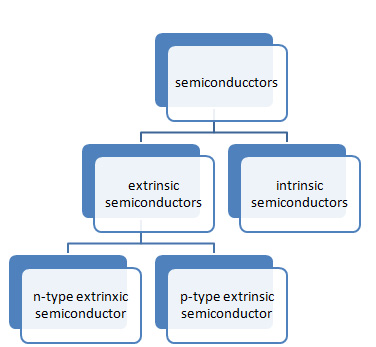 semiconducctors
extrinsic
semiconductors
intrinsic
semiconductors
n-type extrinxic
semiconductor
p-type extrinsic
semiconductor